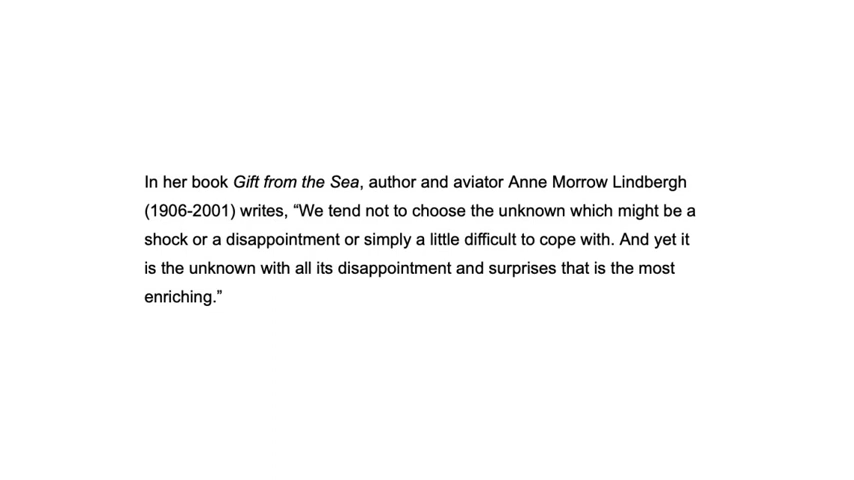 In her book Gift from the Sea, author and aviator Anne Morrow Lindbergh
(1906-2001) writes, “We tend not to choose the unknown which might be a
shock or a disappointment or simply a little difficult to cope with. And yet it
is the unknown with all its disappointment and surprises that is the most
enriching.”